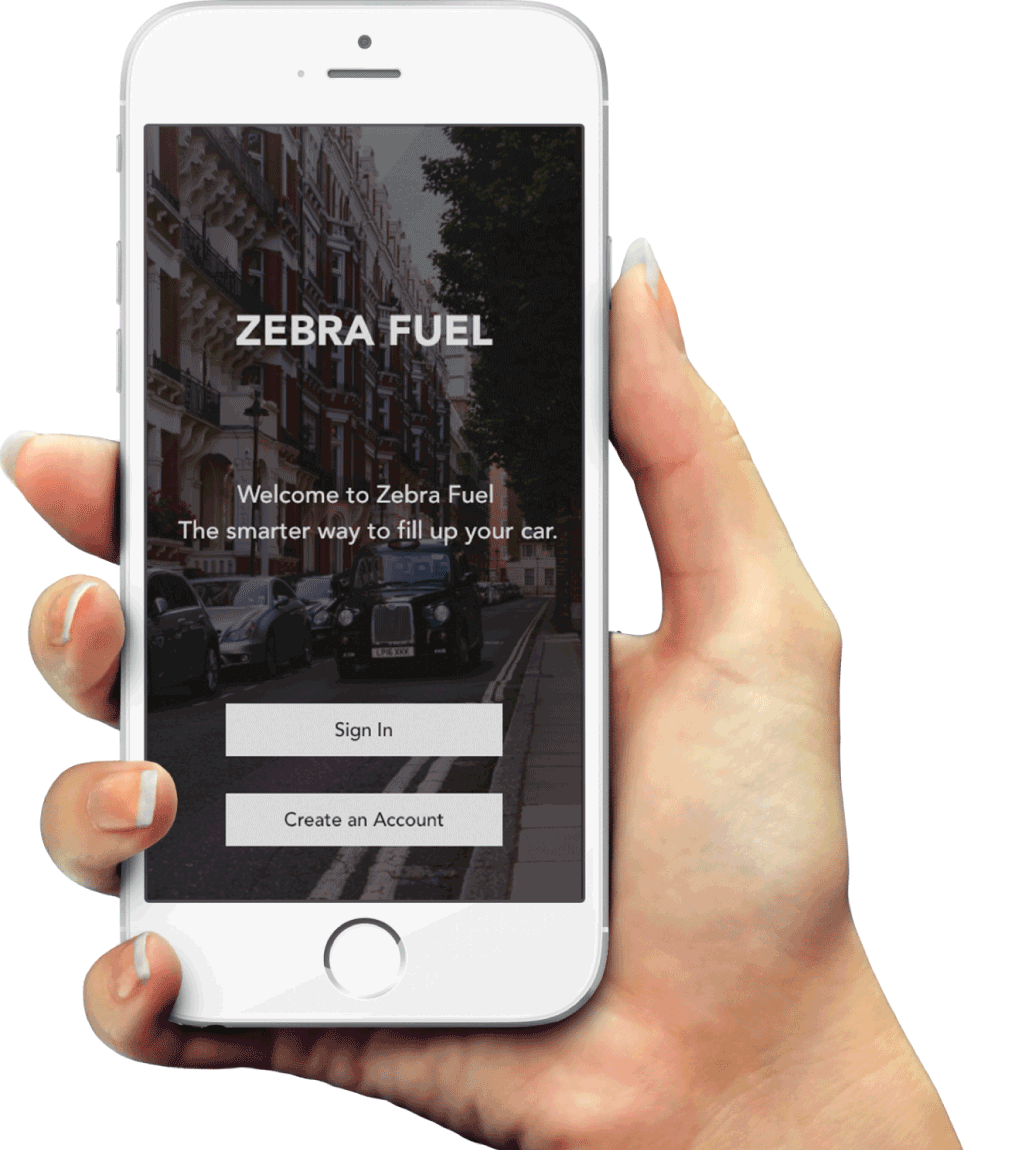 ZEBRA FUEL
Welcome to Zebra Fuel
The smarter way to fill up your car.
LP16 XKK
Sign In
Create an Account